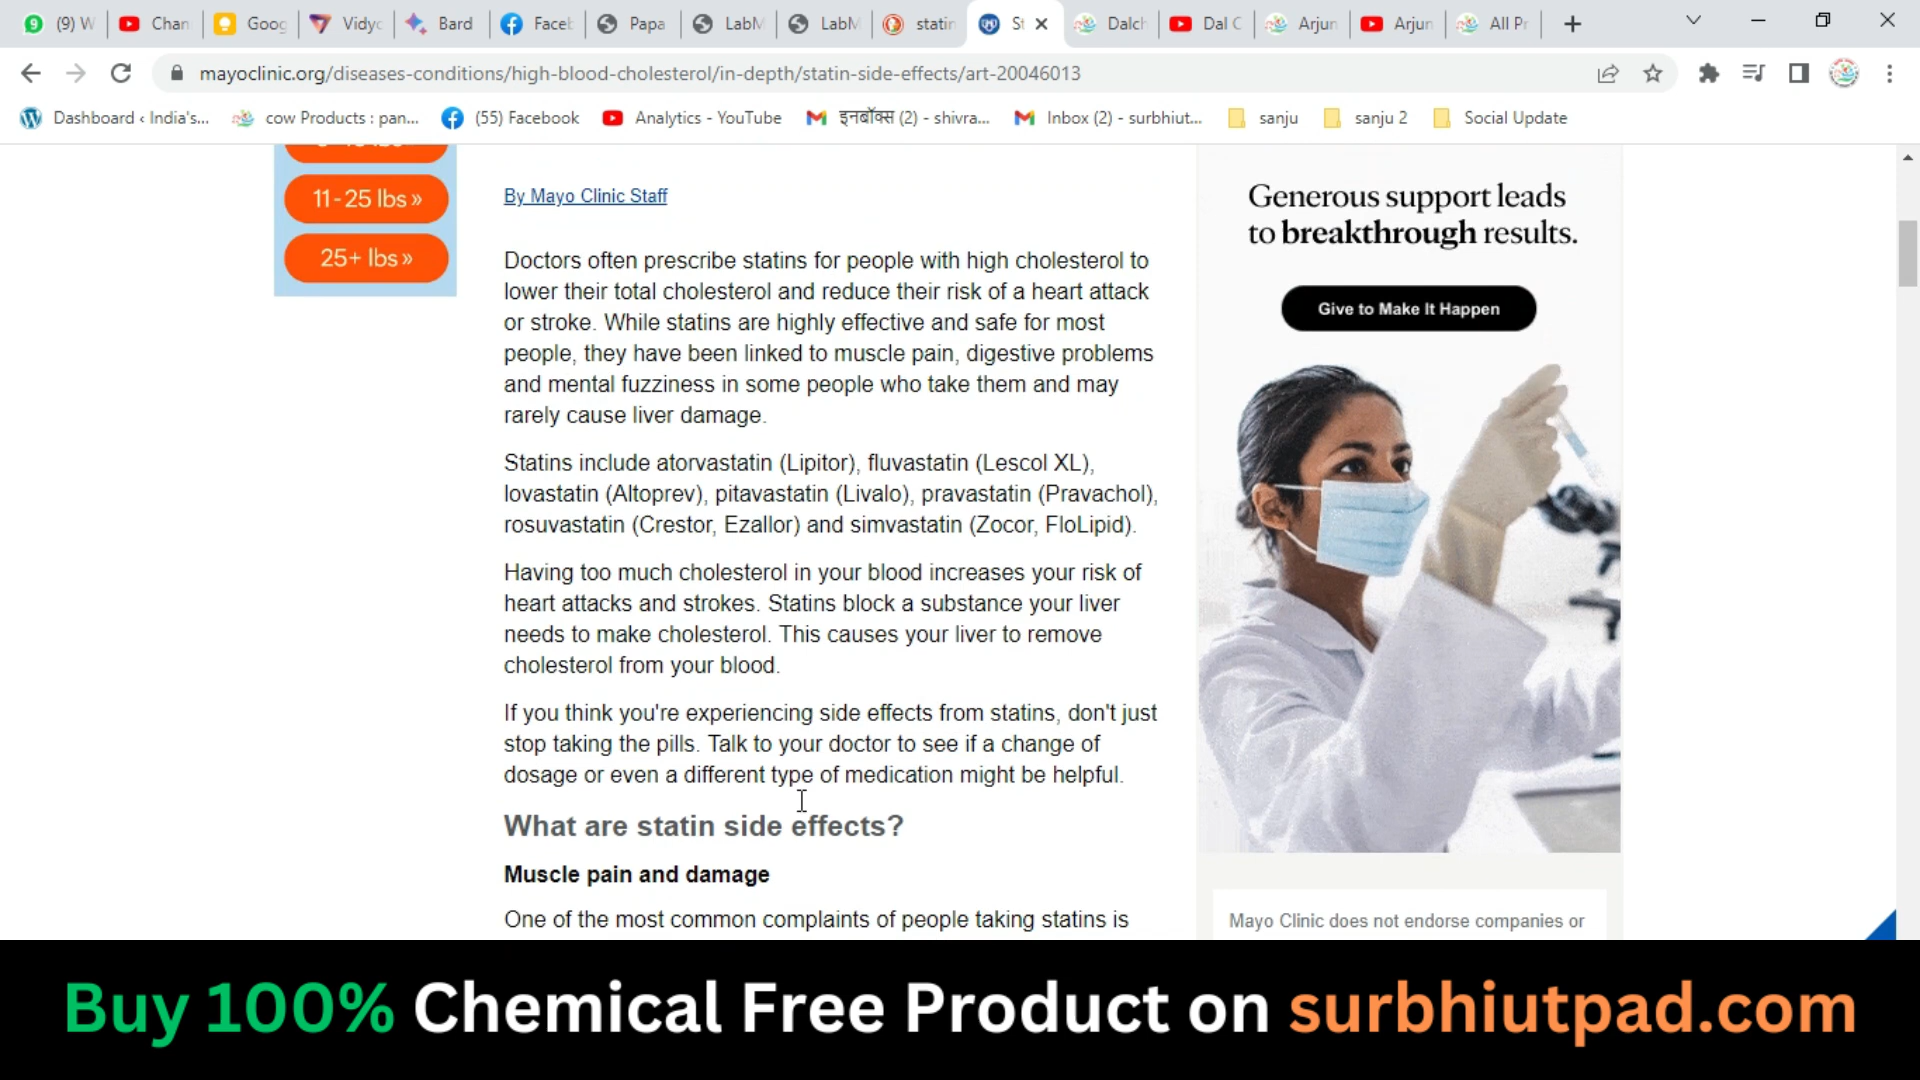 (9) W
Chan
Goog
Vidyc
Bard
Faceb
Papa
LabM
LabM
statin
St
Dalch
Dal C
Arjun
Arjun
All Pr
mayoclinic.org/diseases-conditions/high-blood-cholesterol/in-depth/statin-side-effects/art-20046013
Dashboard ‹ India's...
cow Products : pan...
(55) Facebook
Analytics - YouTube
इनबॉक्स (2) - shivra...
Inbox (2) - surbhiut...
sanju
sanju 2
Social Update
11-25 lbs »
25+ lbs »
By Mayo Clinic Staff
Doctors often prescribe statins for people with high cholesterol to
lower their total cholesterol and reduce their risk of a heart attack
or stroke. While statins are highly effective and safe for most
people, they have been linked to muscle pain, digestive problems
and mental fuzziness in some people who take them and may
rarely cause liver damage.
Statins include atorvastatin (Lipitor), fluvastatin (Lescol XL),
lovastatin (Altoprev), pitavastatin (Livalo), pravastatin (Pravachol),
rosuvastatin (Crestor, Ezallor) and simvastatin (Zocor, FloLipid).
Having too much cholesterol in your blood increases your risk of
heart attacks and strokes. Statins block a substance your liver
needs to make cholesterol. This causes your liver to remove
cholesterol from your blood.
If you think you're experiencing side effects from statins, don't just
stop taking the pills. Talk to your doctor to see if a change of
dosage or even a different type of medication might be helpful.
What are statin side effects?
Muscle pain and damage
One of the most common complaints of people taking statins is
Generous support leads
to breakthrough results.
Give to Make It Happen
Mayo Clinic does not endorse companies or
Buy 100% Chemical Free Product on surbhiutpad.com